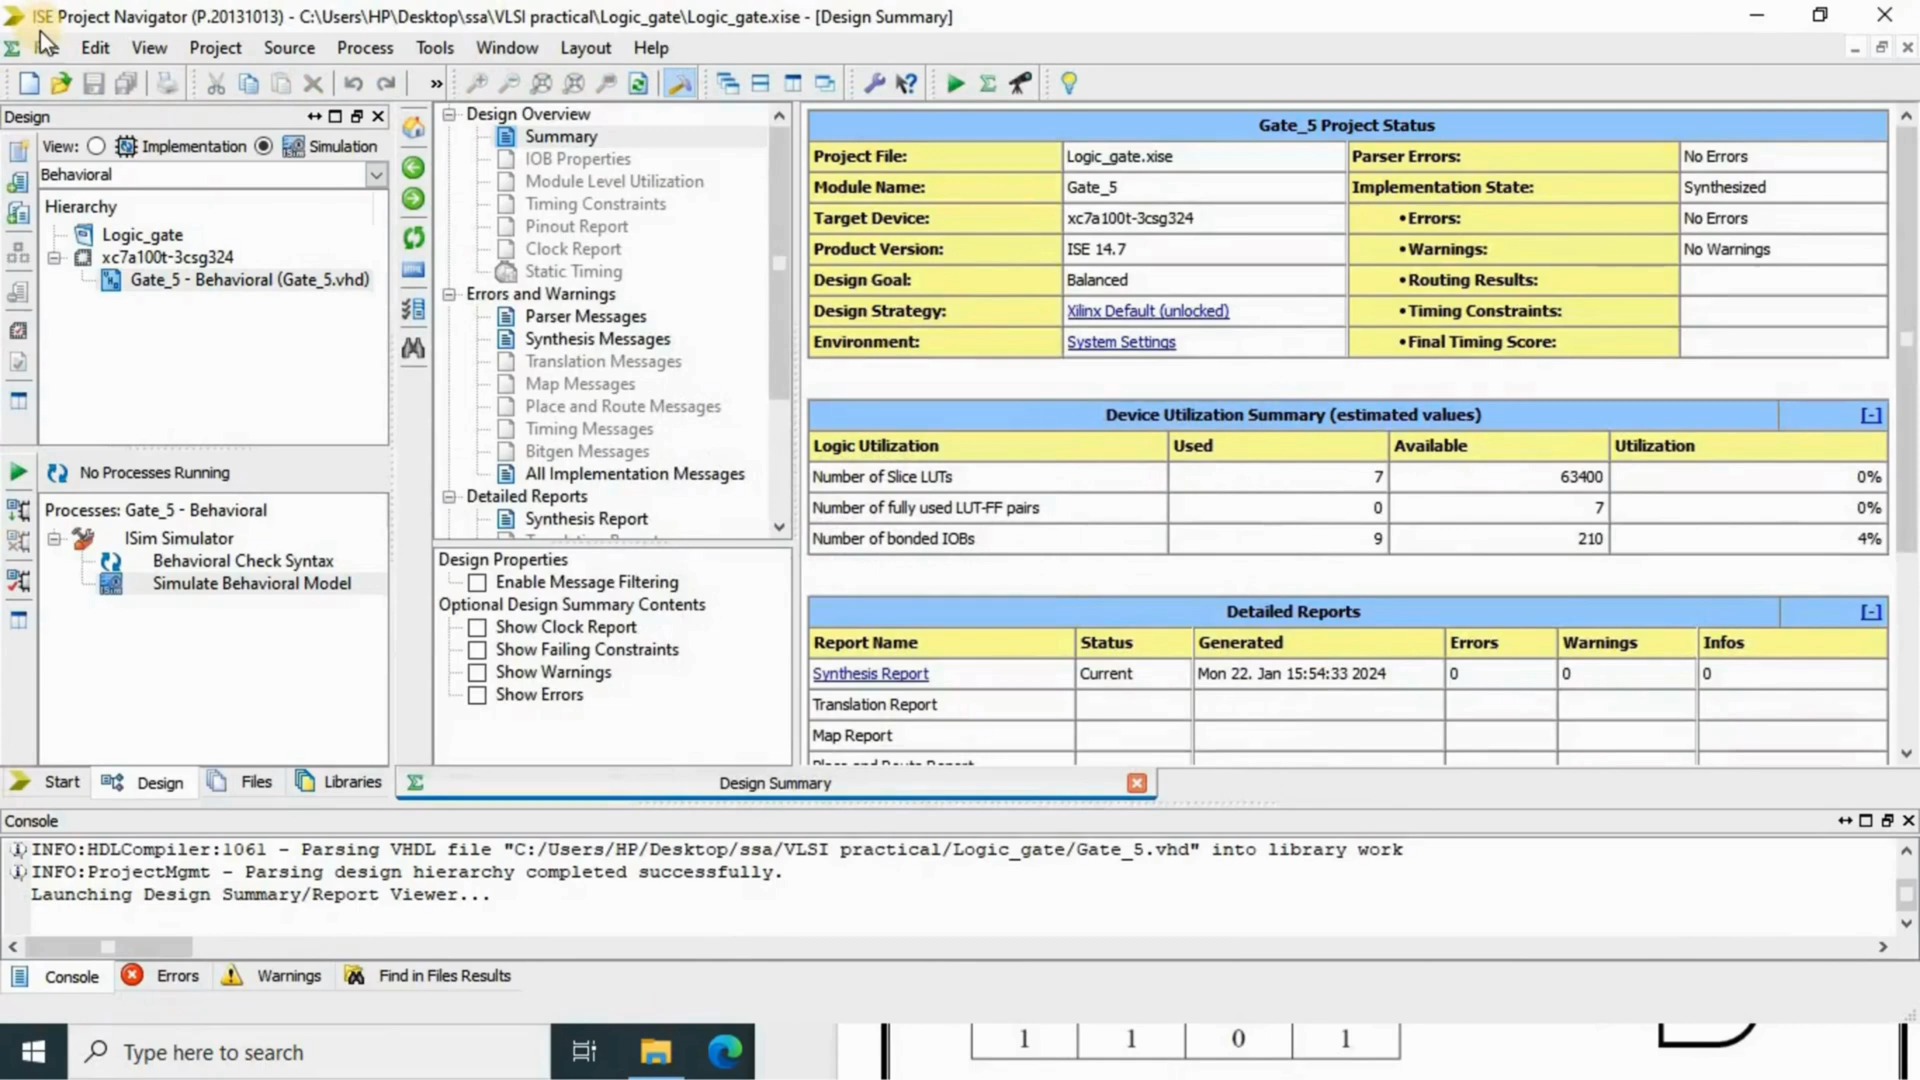 ISE Project Navigator (P.20131013) - C:\Users\HP\Desktop\ssa\VLSI practical\Logic_gate\Logic_gate.xise - [Design Summary]
Edit View Project Source Process Tools Window Layout Help
Design
View: Implementation Simulation
Behavioral
Hierarchy
Logic_gate
xc7a100t-3csg324
Gate_5 - Behavioral (Gate_5.vhd)
No Processes Running
Processes: Gate_5 - Behavioral
ISim Simulator
Behavioral Check Syntax
Simulate Behavioral Model
Start Design Files Libraries
Design Overview
Summary
IOB Properties
Module Level Utilization
Timing Constraints
Pinout Report
Clock Report
Static Timing
Errors and Warnings
Parser Messages
Synthesis Messages
Translation Messages
Map Messages
Place and Route Messages
Timing Messages
Bitgen Messages
All Implementation Messages
Detailed Reports
Synthesis Report
Design Properties
Enable Message Filtering
Optional Design Summary Contents
Show Clock Report
Show Failing Constraints
Show Warnings
Show Errors
Gate_5 Project Status
Project File: Logic_gate.xise Parser Errors: No Errors
Module Name: Gate_5 Implementation State: Synthesized
Target Device: xc7a100t-3csg324 •Errors: No Errors
Product Version: ISE 14.7 •Warnings: No Warnings
Design Goal: Balanced •Routing Results:
Design Strategy: Xilinx Default (unlocked) •Timing Constraints:
Environment: System Settings •Final Timing Score:
Device Utilization Summary (estimated values) [-]
Logic Utilization Used Available Utilization
Number of Slice LUTs 7 63400 0%
Number of fully used LUT-FF pairs 0 7 0%
Number of bonded IOBs 9 210 4%
Detailed Reports [-]
Report Name Status Generated Errors Warnings Infos
Synthesis Report Current Mon 22. Jan 15:54:33 2024 0 0 0
Translation Report
Map Report
Place and Route Report
Design Summary
Console
INFO:HDLCompiler:1061 - Parsing VHDL file "C:/Users/HP/Desktop/ssa/VLSI practical/Logic_gate/Gate_5.vhd" into library work
INFO:ProjectMgmt - Parsing design hierarchy completed successfully.
Launching Design Summary/Report Viewer...
Console Errors Warnings Find in Files Results
Type here to search
1 1 0 1